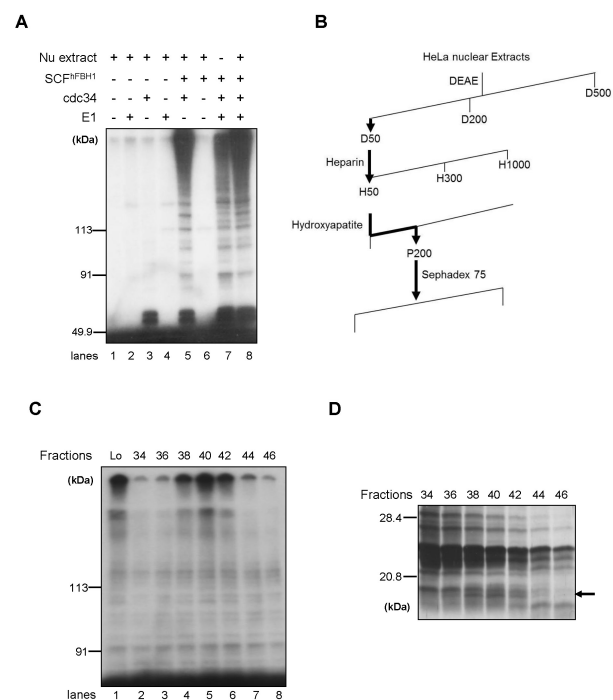 A
Nu extract + + + + + + - +
SCFhFBH1 - - - - + + + +
cdc34 - - + - + - + +
E1 - + - + - - + +
(kDa)
113
91
49.9
lanes 1 2 3 4 5 6 7 8
B
HeLa nuclear Extracts
DEAE
D500
D200
D50
Heparin
H1000
H300
H50
Hydroxyapatite
P200
Sephadex 75
C
Fractions Lo 34 36 38 40 42 44 46
(kDa)
113
91
lanes 1 2 3 4 5 6 7 8
D
Fractions 34 36 38 40 42 44 46
28.4
20.8
(kDa)